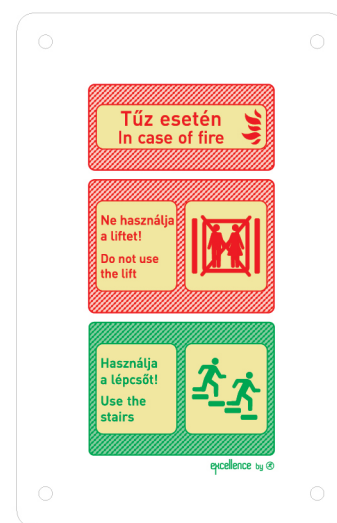 Tűz esetén
In case of fire
Ne használja
a liftet!
Do not use
the lift
Használja
a lépcsőt!
Use the
stairs
excellence by